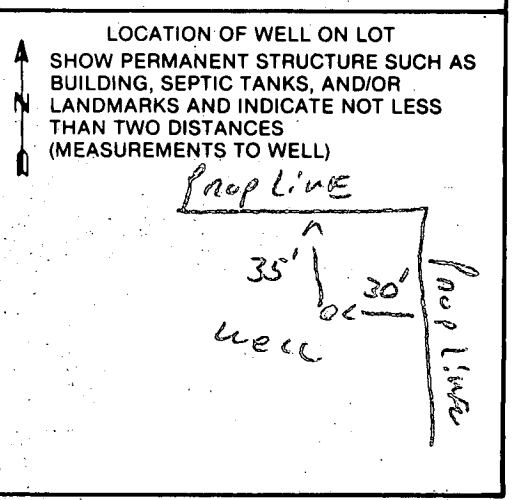 LOCATION OF WELL ON LOT
SHOW PERMANENT STRUCTURE SUCH AS
BUILDING, SEPTIC TANKS, AND/OR
N LANDMARKS AND INDICATE NOT LESS
THAN TWO DISTANCES
(MEASUREMENTS TO WELL)
Prop LiNE
35'
30'
well
Prop LiNE